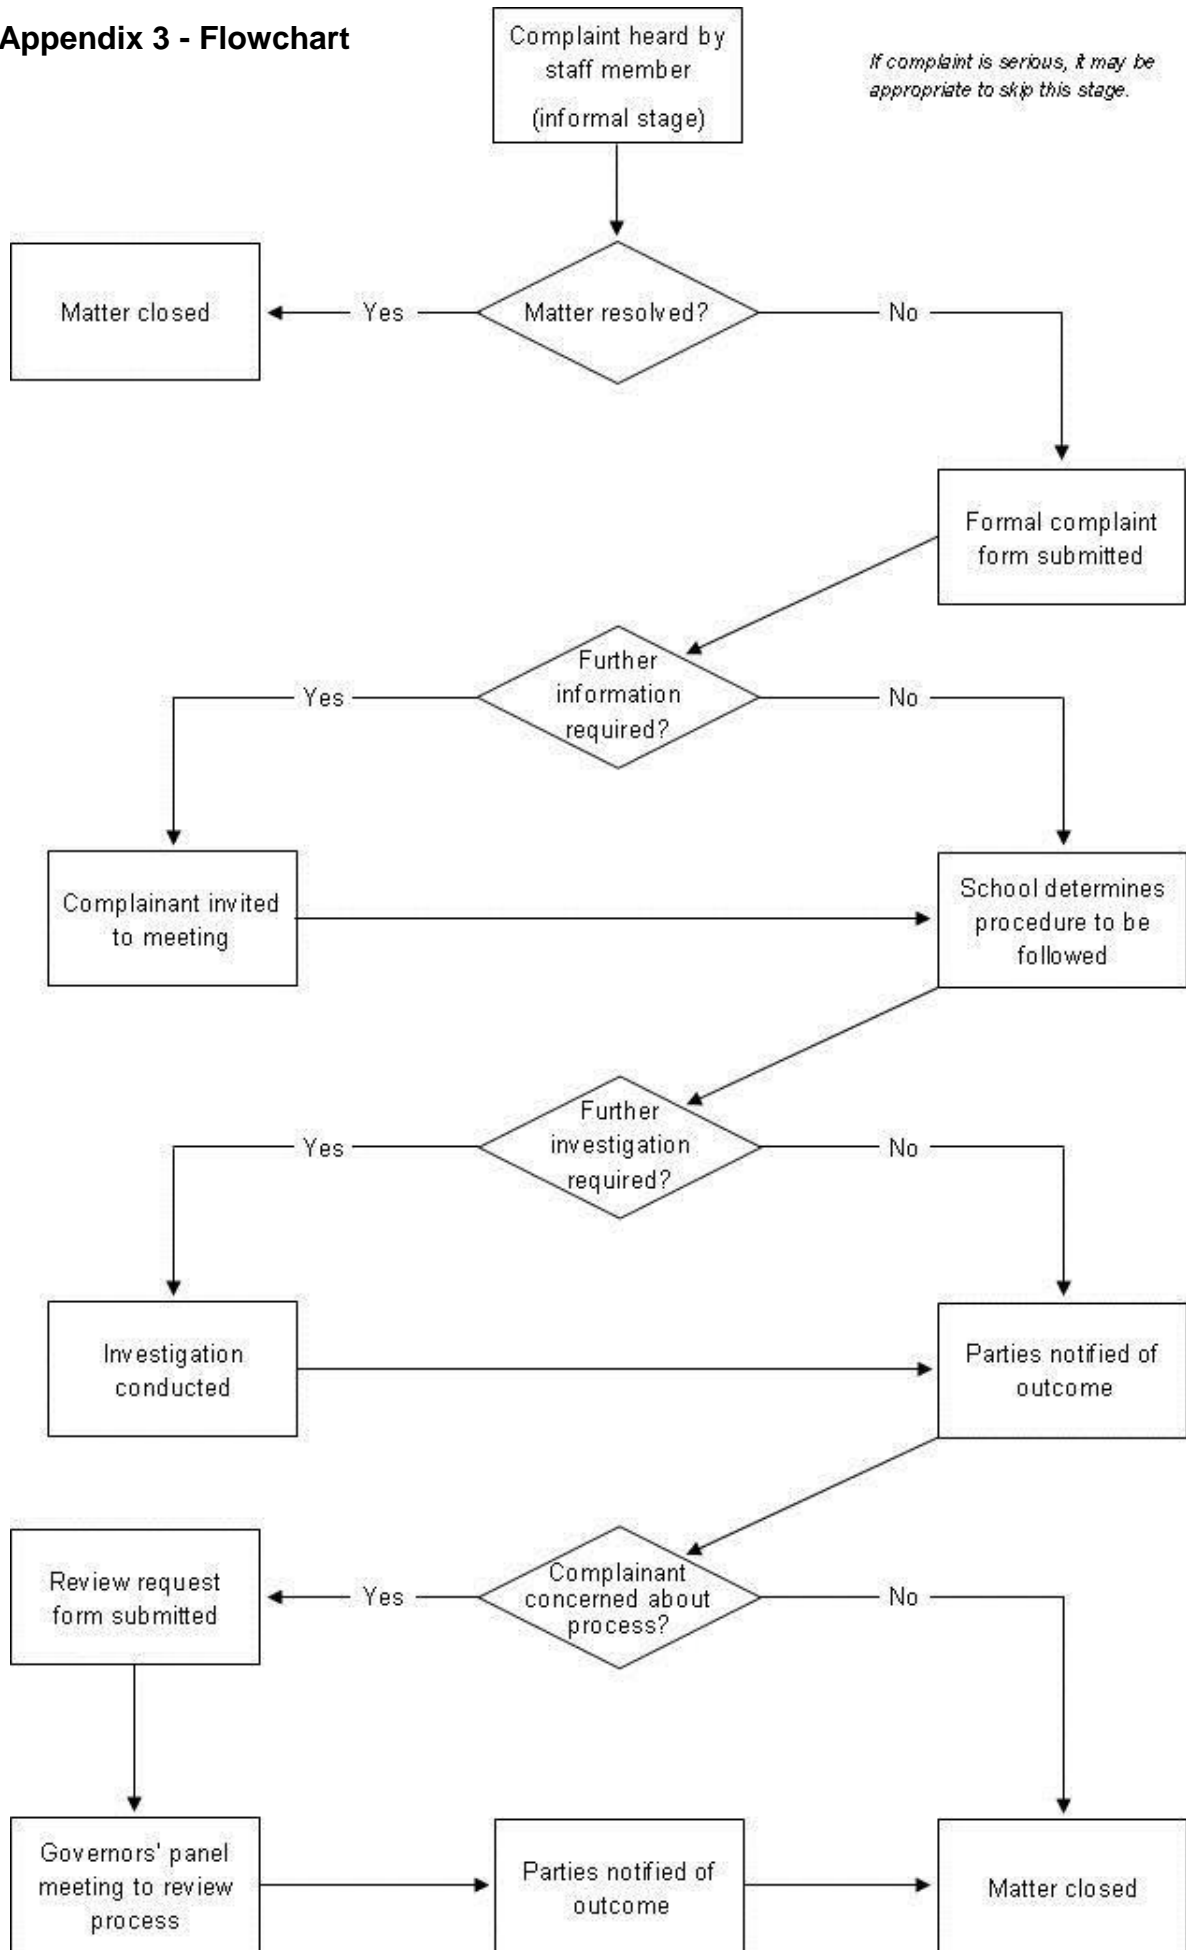 Appendix 3 - Flowchart
Complaint heard by
staff member
(informal stage)
If complaint is serious, it may be
appropriate to skip this stage.
Matter closed
Yes
Matter resolved?
No
Formal complaint
form submitted
Further
information
required?
Yes
No
Complainant invited
to meeting
School determines
procedure to be
followed
Further
investigation
required?
Yes
No
Investigation
conducted
Parties notified of
outcome
Review request
form submitted
Yes
Complainant
concerned about
process?
No
Governors' panel
meeting to review
process
Parties notified of
outcome
Matter closed